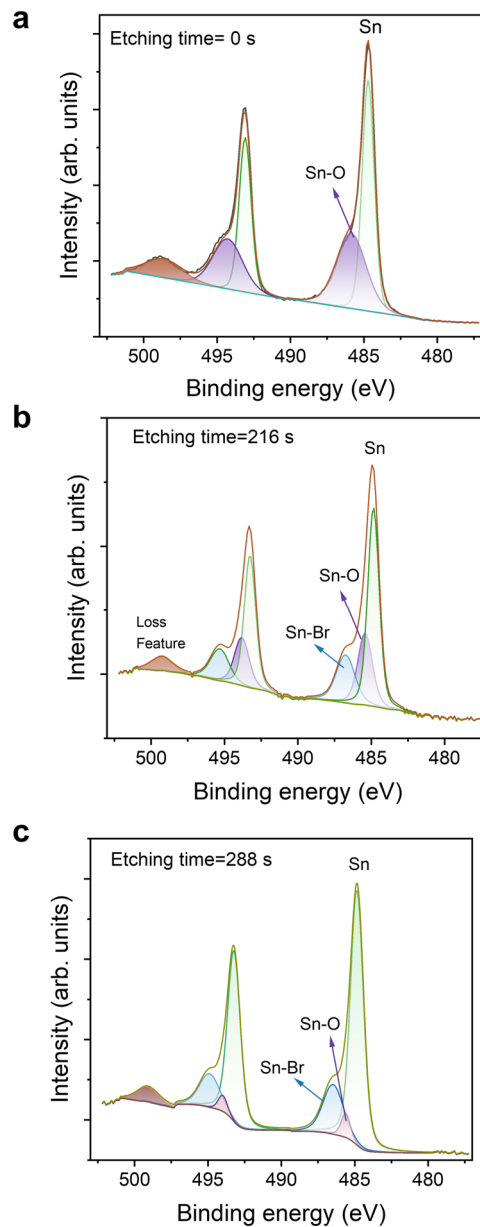 a
Etching time= 0 s
Sn
Sn-O
Intensity (arb. units)
500
495
490
485
480
Binding energy (eV)
b
Etching time=216 s
Sn
Sn-O
Sn-Br
Loss
Feature
Intensity (arb. units)
500
495
490
485
480
Binding energy (eV)
c
Etching time=288 s
Sn
Sn-O
Sn-Br
Intensity (arb. units)
500
495
490
485
480
Binding energy (eV)